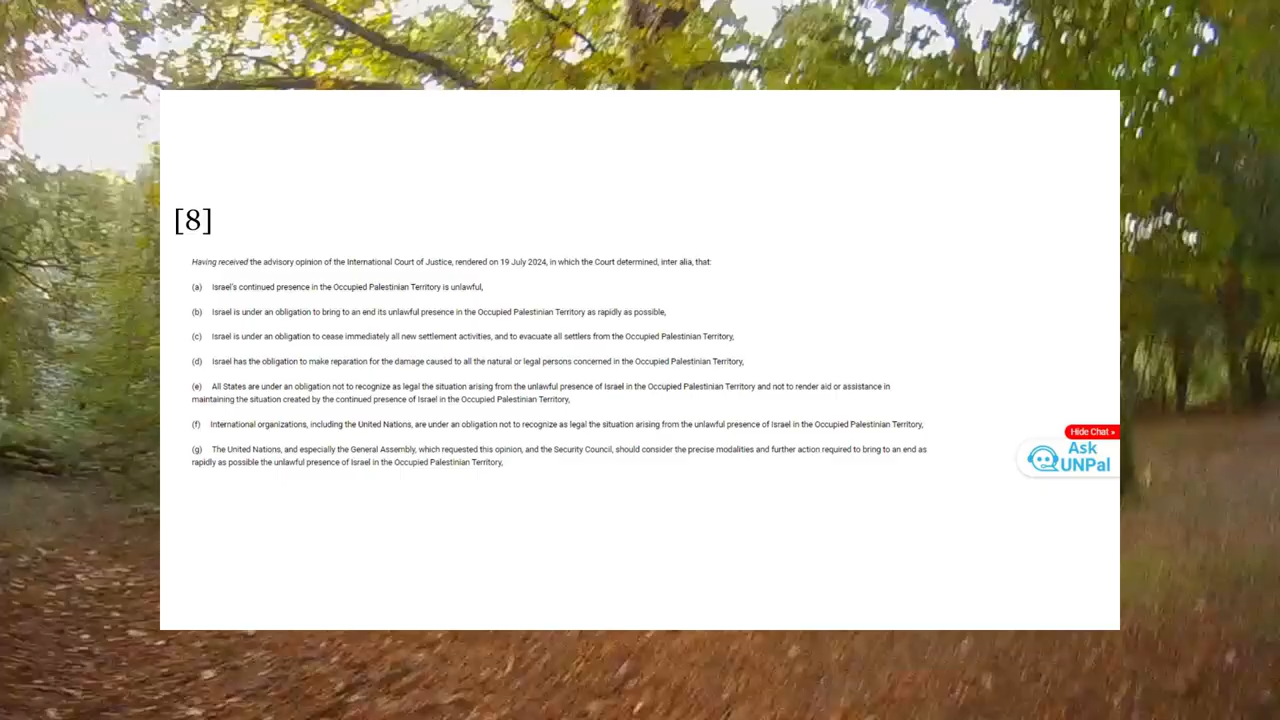 [8]
Having received the advisory opinion of the International Court of Justice, rendered on 19 July 2024, in which the Court determined, inter alia, that:
(a) Israel's continued presence in the Occupied Palestinian Territory is unlawful,
(b) Israel is under an obligation to bring to an end its unlawful presence in the Occupied Palestinian Territory as rapidly as possible,
(c) Israel is under an obligation to cease immediately all new settlement activities, and to evacuate all settlers from the Occupied Palestinian Territory,
(d) Israel has the obligation to make reparation for the damage caused to all the natural or legal persons concerned in the Occupied Palestinian Territory,
(e) All States are under an obligation not to recognize as legal the situation arising from the unlawful presence of Israel in the Occupied Palestinian Territory and not to render aid or assistance in
maintaining the situation created by the continued presence of Israel in the Occupied Palestinian Territory,
(f) International organizations, including the United Nations, are under an obligation not to recognize as legal the situation arising from the unlawful presence of Israel in the Occupied Palestinian Territory,
(g) The United Nations, and especially the General Assembly, which requested this opinion, and the Security Council, should consider the precise modalities and further action required to bring to an end as
rapidly as possible the unlawful presence of Israel in the Occupied Palestinian Territory,
Hide Chat »
Ask
UNPal